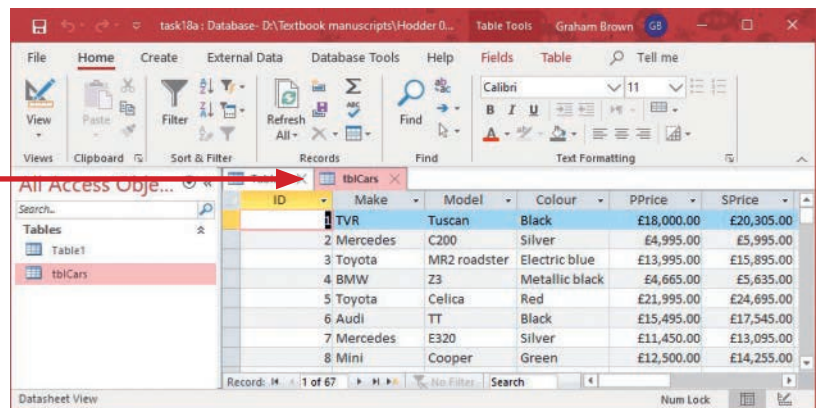 task18a : Database- D:\Textbook manuscripts\Hodder 0... Table Tools Graham Brown GB
File Home Create External Data Database Tools Help Fields Table Tell me
View Paste Filter Refresh All Find Calibri 11
B I U
Views Clipboard Sort & Filter Records Find Text Formatting
All Access Obje... tblCars
Search...
Tables
Table1
tblCars
ID Make Model Colour PPrice SPrice
1 TVR Tuscan Black £18,000.00 £20,305.00
2 Mercedes C200 Silver £4,995.00 £5,995.00
3 Toyota MR2 roadster Electric blue £13,995.00 £15,895.00
4 BMW Z3 Metallic black £4,665.00 £5,635.00
5 Toyota Celica Red £21,995.00 £24,695.00
6 Audi TT Black £15,495.00 £17,545.00
7 Mercedes E320 Silver £11,450.00 £13,095.00
8 Mini Cooper Green £12,500.00 £14,255.00
Record: 1 of 67 No Filter Search
Datasheet View Num Lock